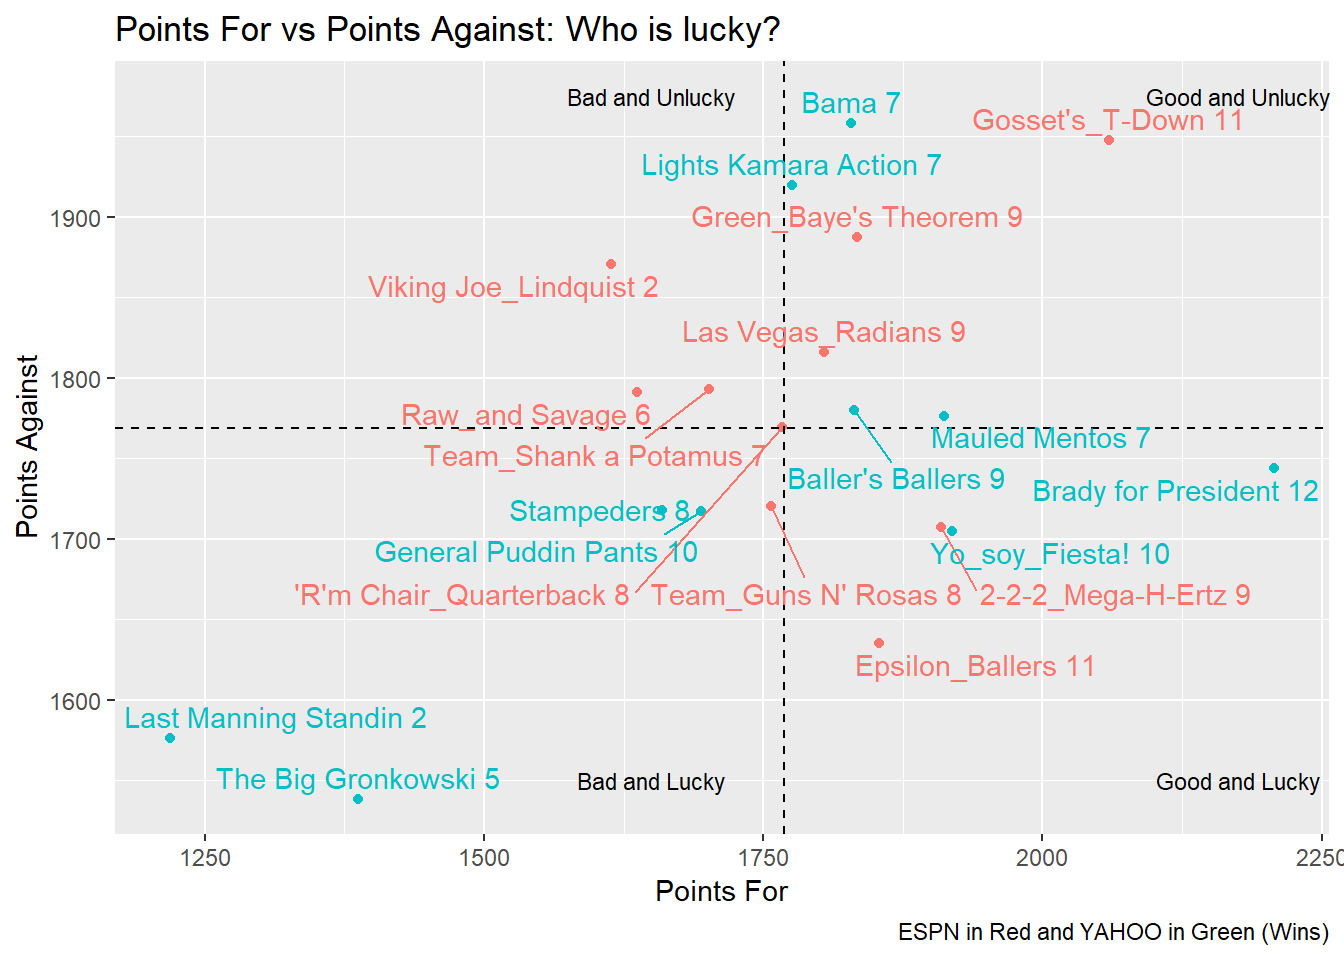 Points For vs Points Against: Who is lucky?
Bad and Unlucky
Good and Unlucky
Bama 7
Gosset's_T-Down 11
Lights Kamara Action 7
Green_Baye's Theorem 9
Viking Joe_Lindquist 2
Las Vegas_Radians 9
Raw_and Savage 6
Team_Shank a Potamus 7
Mauled Mentos 7
Baller's Ballers 9
Brady for President 12
Stampeders 8
General Puddin Pants 10
Yo_soy_Fiesta! 10
'R'm Chair_Quarterback 8
Team_Guns N' Rosas 8
2-2-2_Mega-H-Ertz 9
Epsilon_Ballers 11
Last Manning Standin 2
The Big Gronkowski 5
Bad and Lucky
Good and Lucky
Points Against
1900
1800
1700
1600
1250
1500
1750
2000
2250
Points For
ESPN in Red and YAHOO in Green (Wins)